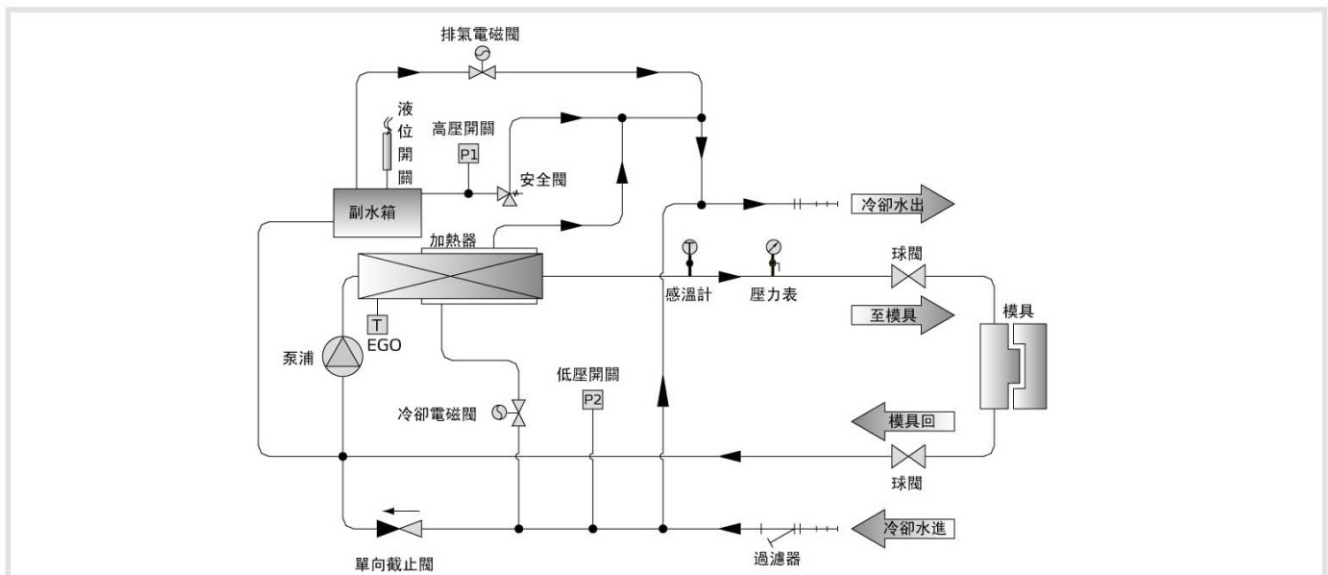 排氣電磁閥
液位開關
高壓開關
P1
安全閥
副水箱
冷卻水出
加熱器
球閥
T
感溫計
壓力表
至模具
模具
T
EGO
泵浦
低壓開關
P2
冷卻電磁閥
模具回
球閥
冷卻水進
過濾器
單向截止閥